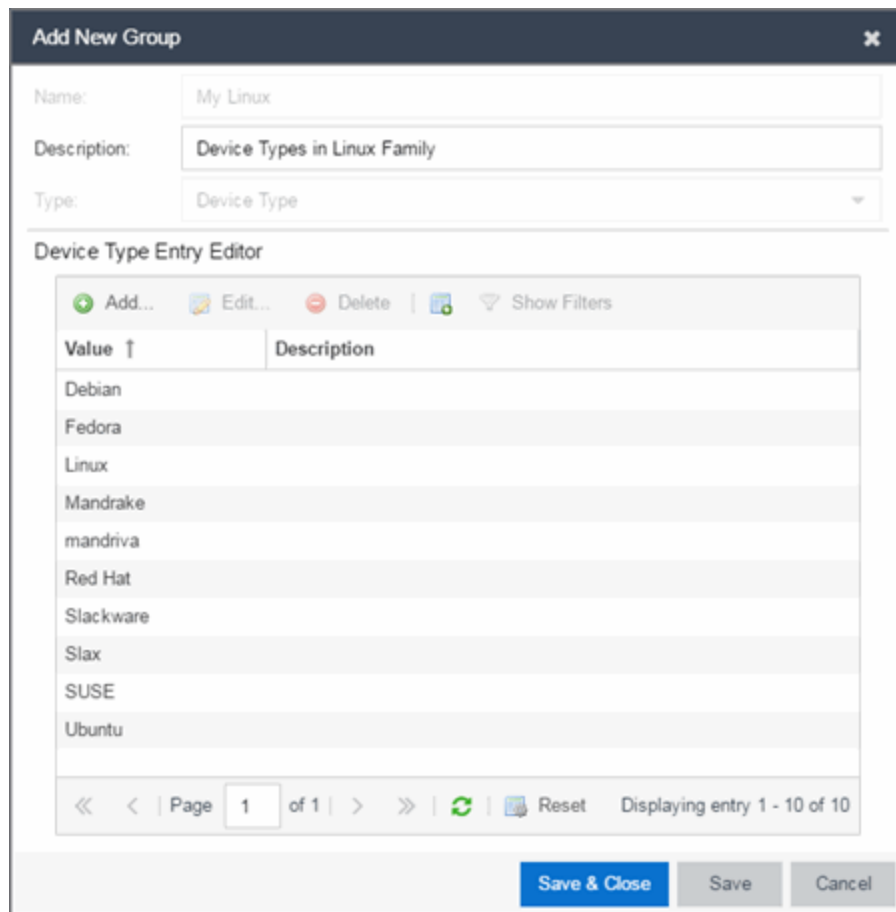 Add New Group
Name: My Linux
Description: Device Types in Linux Family
Type: Device Type
Device Type Entry Editor
Add... Edit... Delete Show Filters
Value Description
Debian
Fedora
Linux
Mandrake
mandriva
Red Hat
Slackware
Slax
SUSE
Ubuntu
Page 1 of 1 Reset Displaying entry 1 - 10 of 10
Save & Close Save Cancel